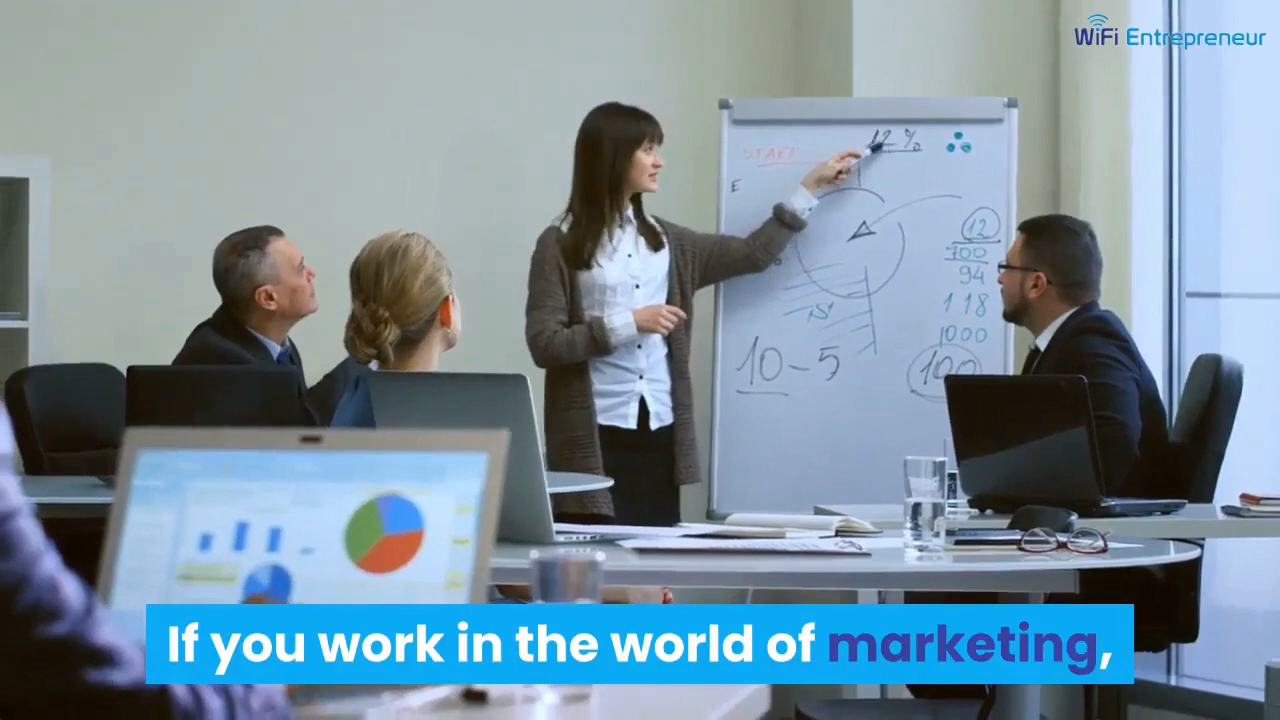 WiFi Entrepreneur
START
12%
E
12
700
94
118
1000
10-5
100
If you work in the world of marketing,